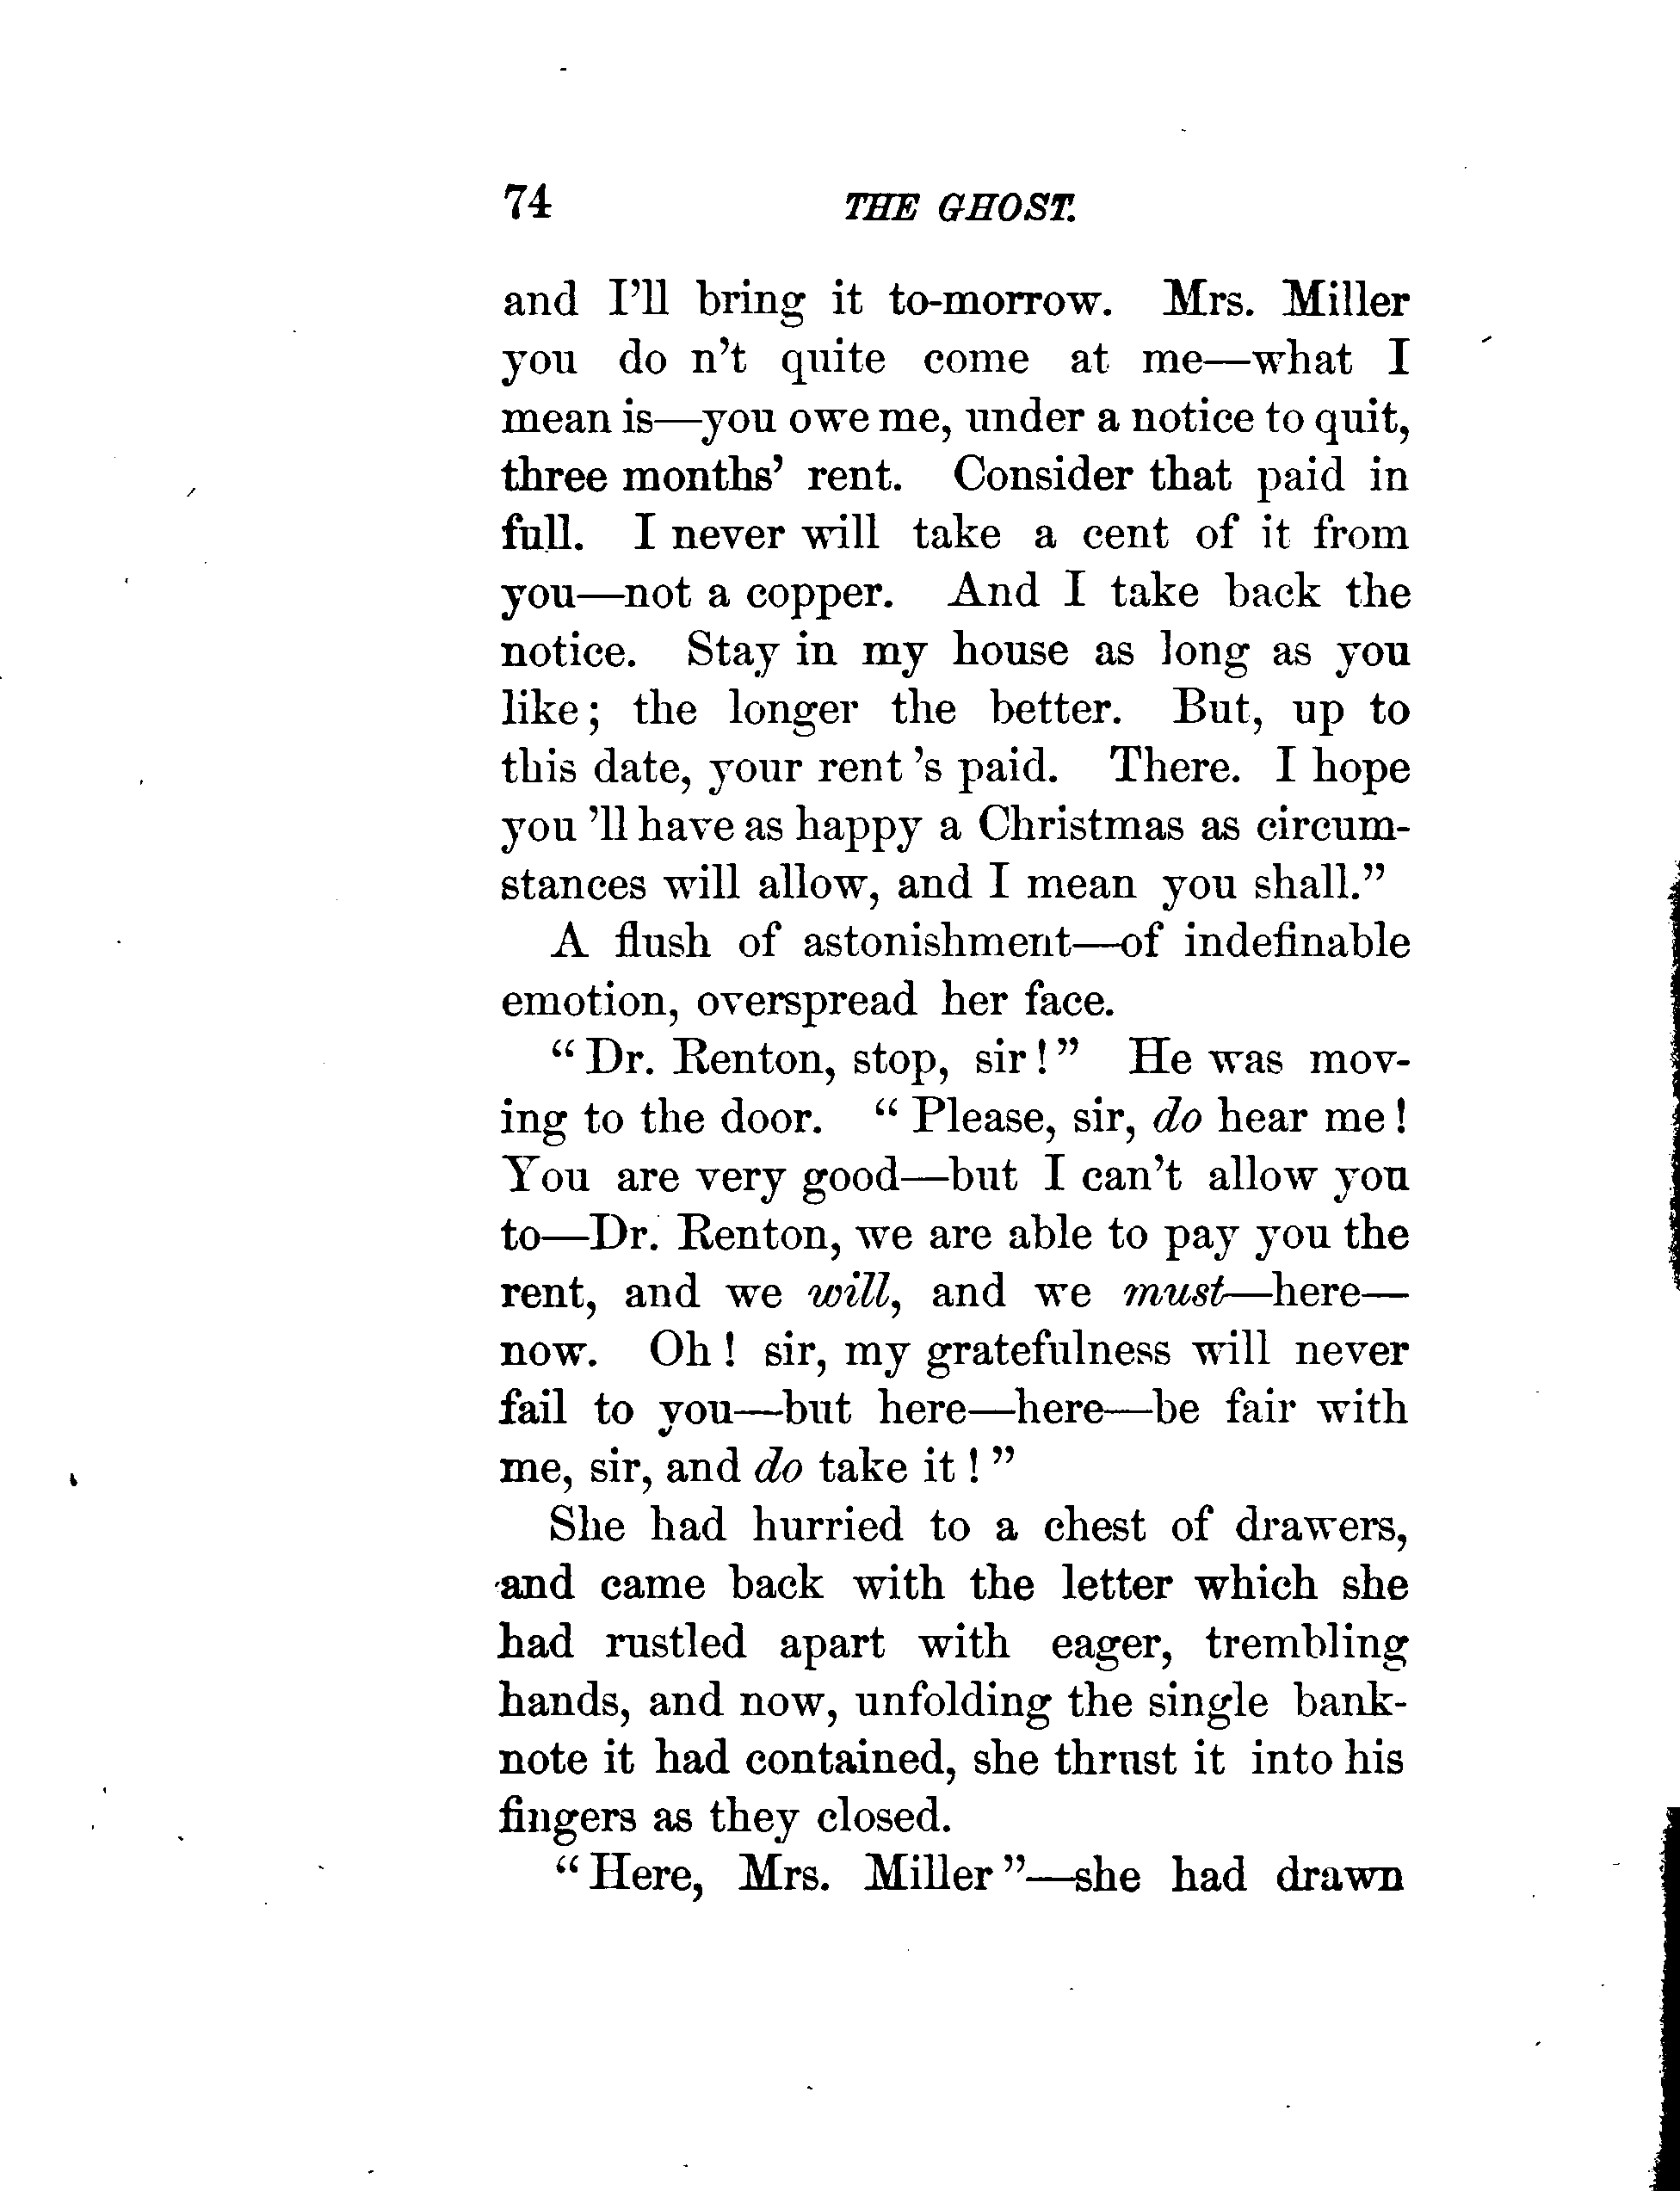 74 THE GHOST.
and I'll bring it to-morrow. Mrs. Miller
you do n't quite come at me—what I
mean is—you owe me, under a notice to quit,
three months' rent. Consider that paid in
full. I never will take a cent of it from
you—not a copper. And I take back the
notice. Stay in my house as long as you
like; the longer the better. But, up to
this date, your rent 's paid. There. I hope
you 'll have as happy a Christmas as circum-
stances will allow, and I mean you shall."
A flush of astonishment—of indefinable
emotion, overspread her face.
"Dr. Renton, stop, sir!" He was mov-
ing to the door. "Please, sir, do hear me!
You are very good—but I can't allow you
to—Dr. Renton, we are able to pay you the
rent, and we will, and we must—here—
now. Oh! sir, my gratefulness will never
fail to you—but here—here—be fair with
me, sir, and do take it!"
She had hurried to a chest of drawers,
and came back with the letter which she
had rustled apart with eager, trembling
hands, and now, unfolding the single bank-
note it had contained, she thrust it into his
fingers as they closed.
"Here, Mrs. Miller"—she had drawn